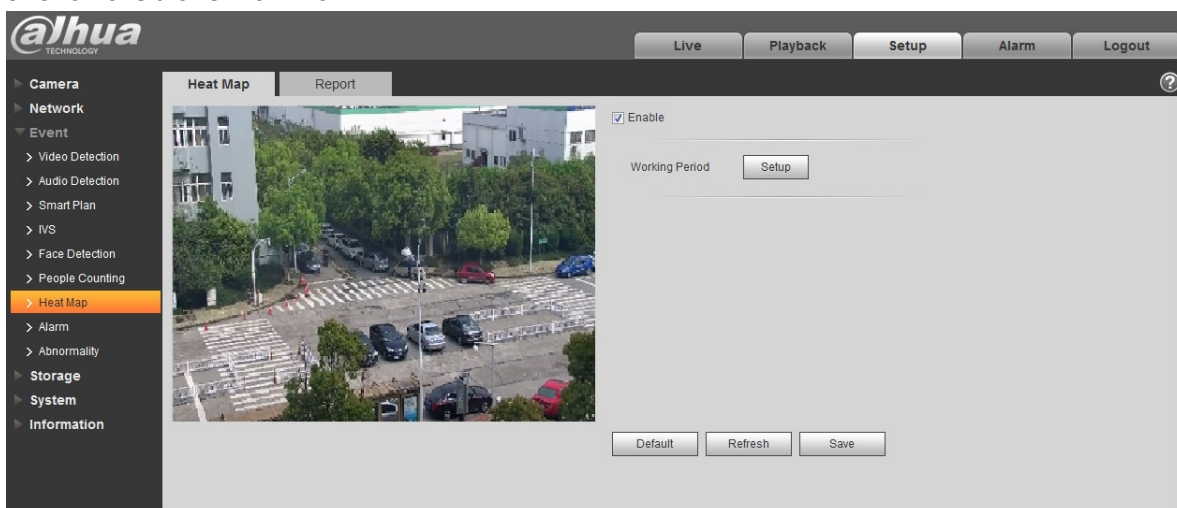 alhua
TECHNOLOGY
Live
Playback
Setup
Alarm
Logout
Camera
Network
Event
> Video Detection
> Audio Detection
> Smart Plan
> IVS
> Face Detection
> People Counting
> Heat Map
> Alarm
> Abnormality
Storage
System
Information
Heat Map
Report
?
Enable
Working Period
Setup
Default
Refresh
Save